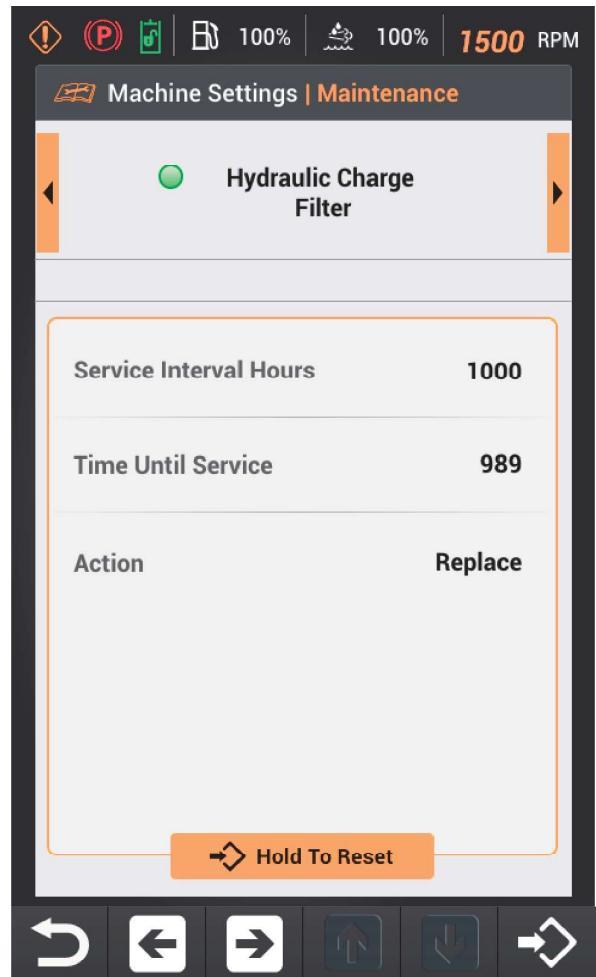 (P) 100% 100% 1500 RPM
Machine Settings | Maintenance
Hydraulic Charge
Filter
Service Interval Hours 1000
Time Until Service 989
Action Replace
Hold To Reset